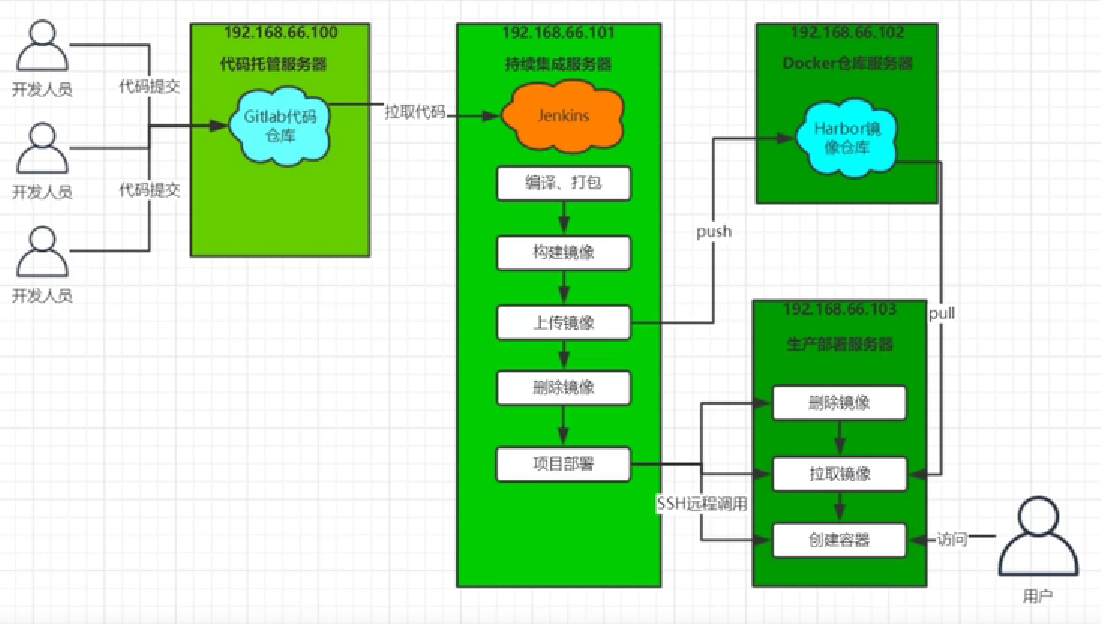 开发人员
代码提交
开发人员
代码提交
开发人员
192.168.66.100
代码托管服务器
Gitlab代码
仓库
拉取代码
192.168.66.101
持续集成服务器
Jenkins
编译、打包
构建镜像
上传镜像
删除镜像
项目部署
push
192.168.66.102
Docker仓库服务器
Harbor镜
像仓库
pull
192.168.66.103
生产部署服务器
删除镜像
拉取镜像
创建容器
SSH远程调用
访问
用户